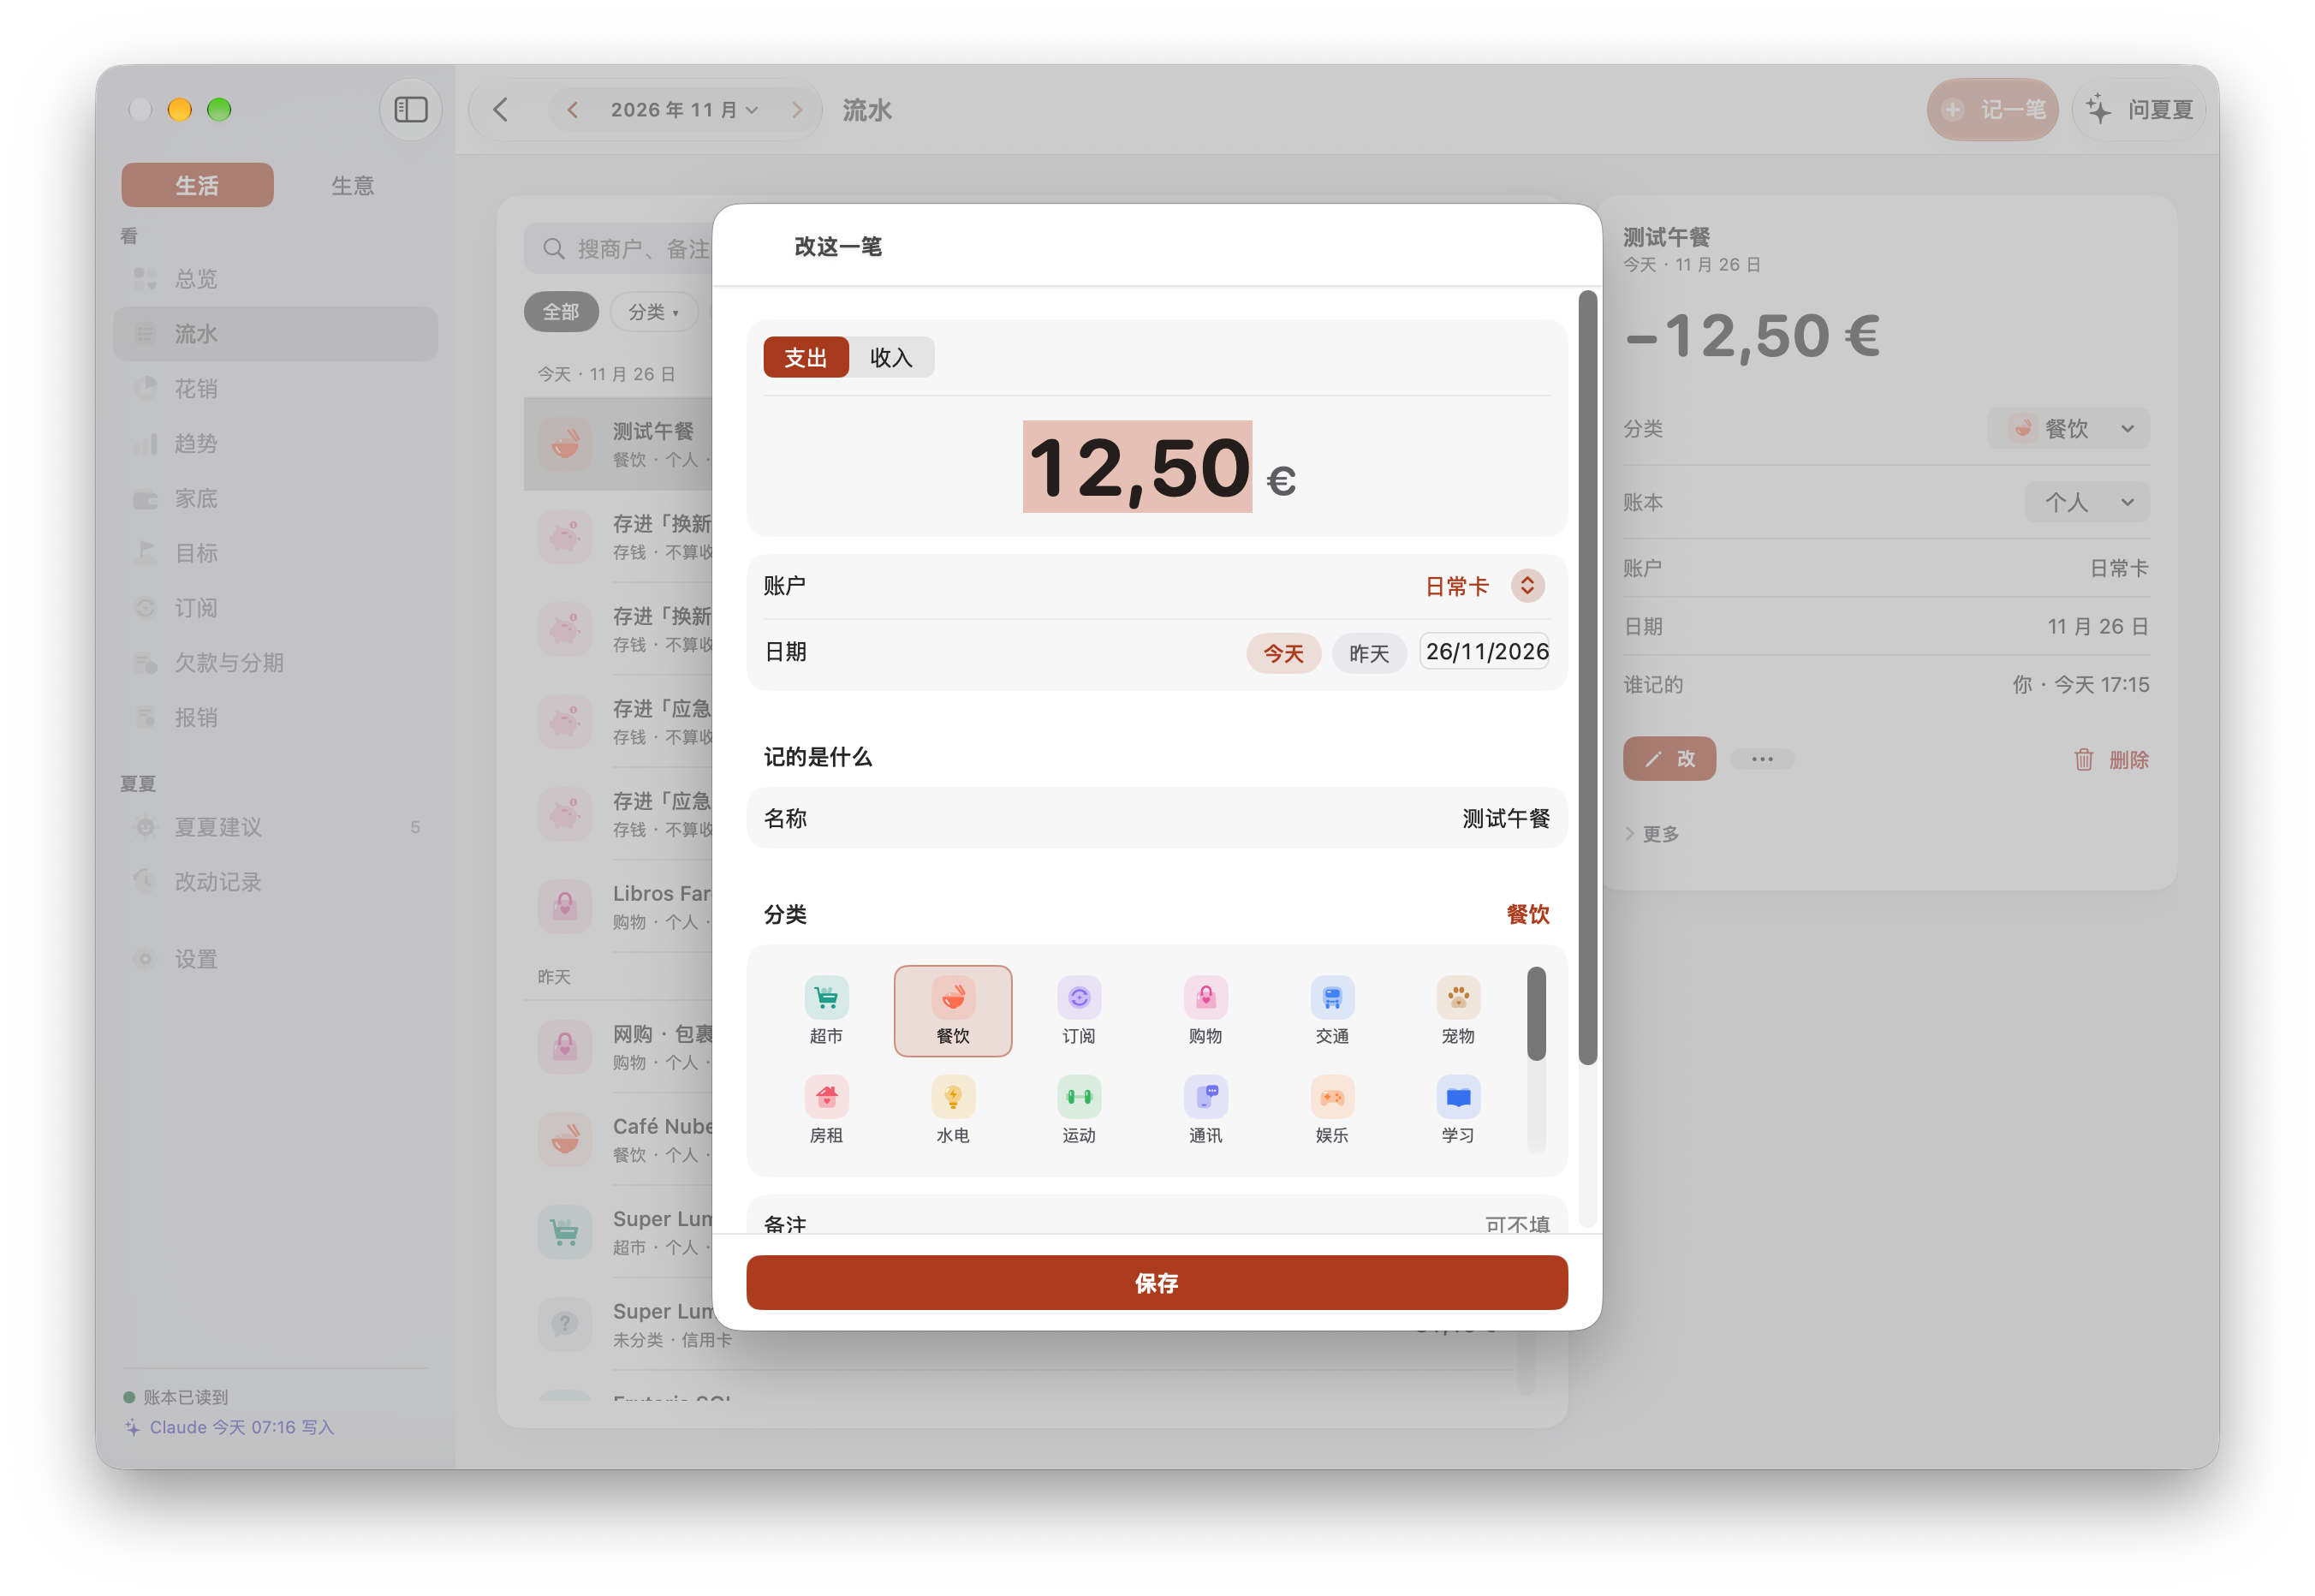 2026 年 11 月
流水
记一笔
问夏夏
生活
生意
看
总览
流水
花销
趋势
家底
目标
订阅
欠款与分期
报销
夏夏
夏夏建议
5
改动记录
设置
账本已读到
Claude 今天 07:16 写入
搜商户、备注
全部
分类
今天 · 11 月 26 日
测试午餐
餐饮 · 个人 ·
存进「换新
存钱 · 不算收
存进「换新
存钱 · 不算收
存进「应急
存钱 · 不算收
存进「应急
存钱 · 不算收
Libros Far
购物 · 个人 ·
昨天
网购 · 包裹
购物 · 个人 ·
Café Nube
餐饮 · 个人 ·
Super Lum
超市 · 个人 ·
Super Lum
未分类 · 信用卡
改这一笔
支出
收入
12,50 €
账户
日常卡
日期
今天
昨天
26/11/2026
记的是什么
名称
测试午餐
分类
餐饮
超市
餐饮
订阅
购物
交通
宠物
房租
水电
运动
通讯
娱乐
学习
备注
可不填
保存
测试午餐
今天 · 11 月 26 日
−12,50 €
分类
餐饮
账本
个人
账户
日常卡
日期
11 月 26 日
谁记的
你 · 今天 17:15
改
删除
更多